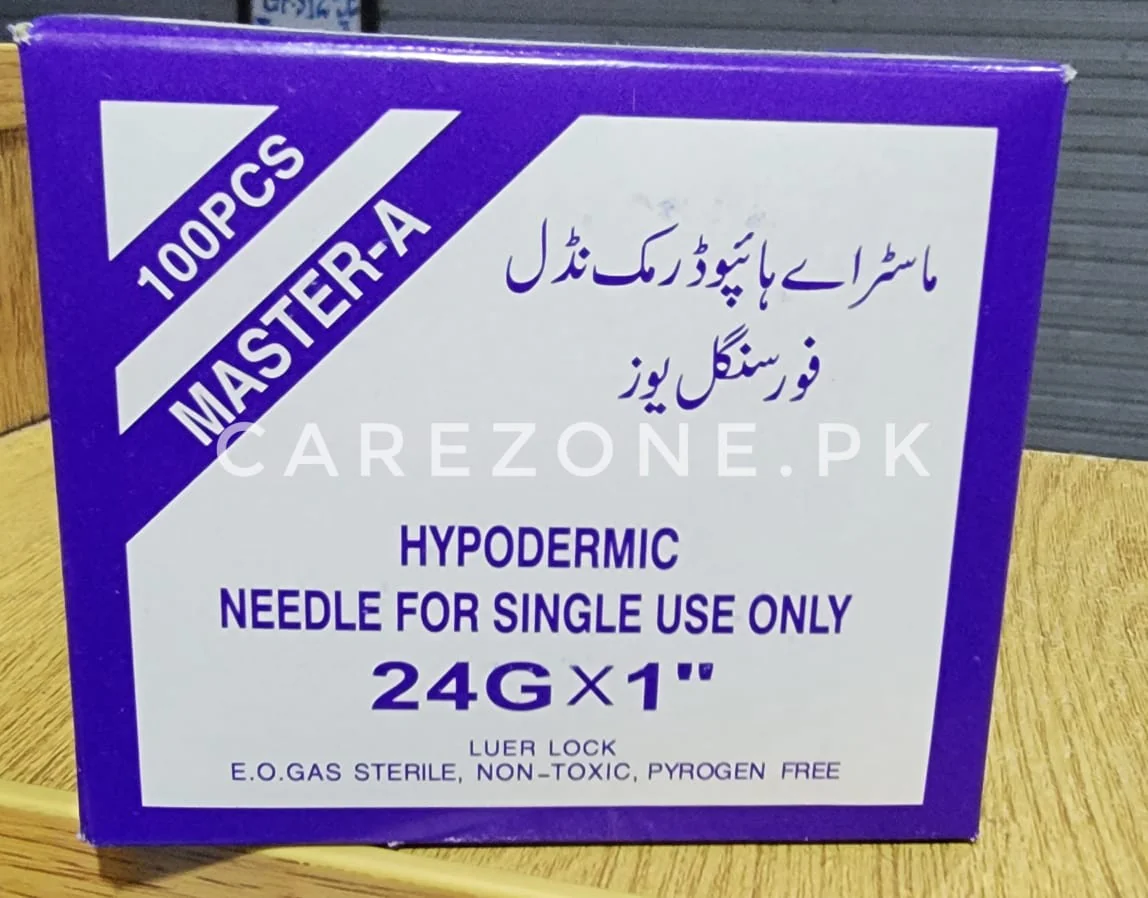 100PCS
MASTER-A
ماسٹر اے ہائپوڈرمک نڈل
فور سنگل یوز
CAREZONE.PK
HYPODERMIC
NEEDLE FOR SINGLE USE ONLY
24G×1"
LUER LOCK
E.O.GAS STERILE, NON-TOXIC, PYROGEN FREE